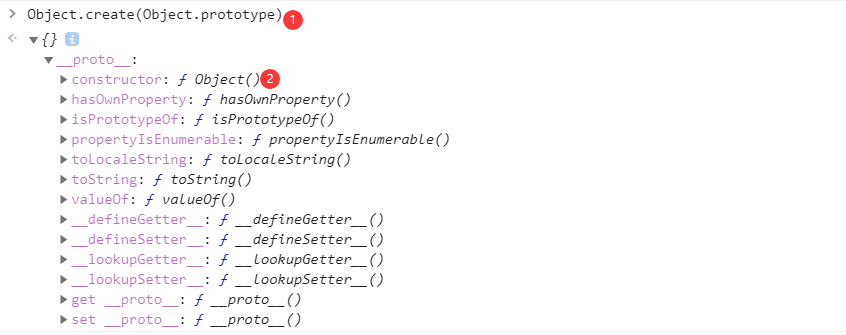 > Object.create(Object.prototype) 1
▼{} i
▼__proto__:
▶constructor: ƒ Object() 2
▶hasOwnProperty: ƒ hasOwnProperty()
▶isPrototypeOf: ƒ isPrototypeOf()
▶propertyIsEnumerable: ƒ propertyIsEnumerable()
▶toLocaleString: ƒ toLocaleString()
▶toString: ƒ toString()
▶valueOf: ƒ valueOf()
▶__defineGetter__: ƒ __defineGetter__()
▶__defineSetter__: ƒ __defineSetter__()
▶__lookupGetter__: ƒ __lookupGetter__()
▶__lookupSetter__: ƒ __lookupSetter__()
▶get __proto__: ƒ __proto__()
▶set __proto__: ƒ __proto__()